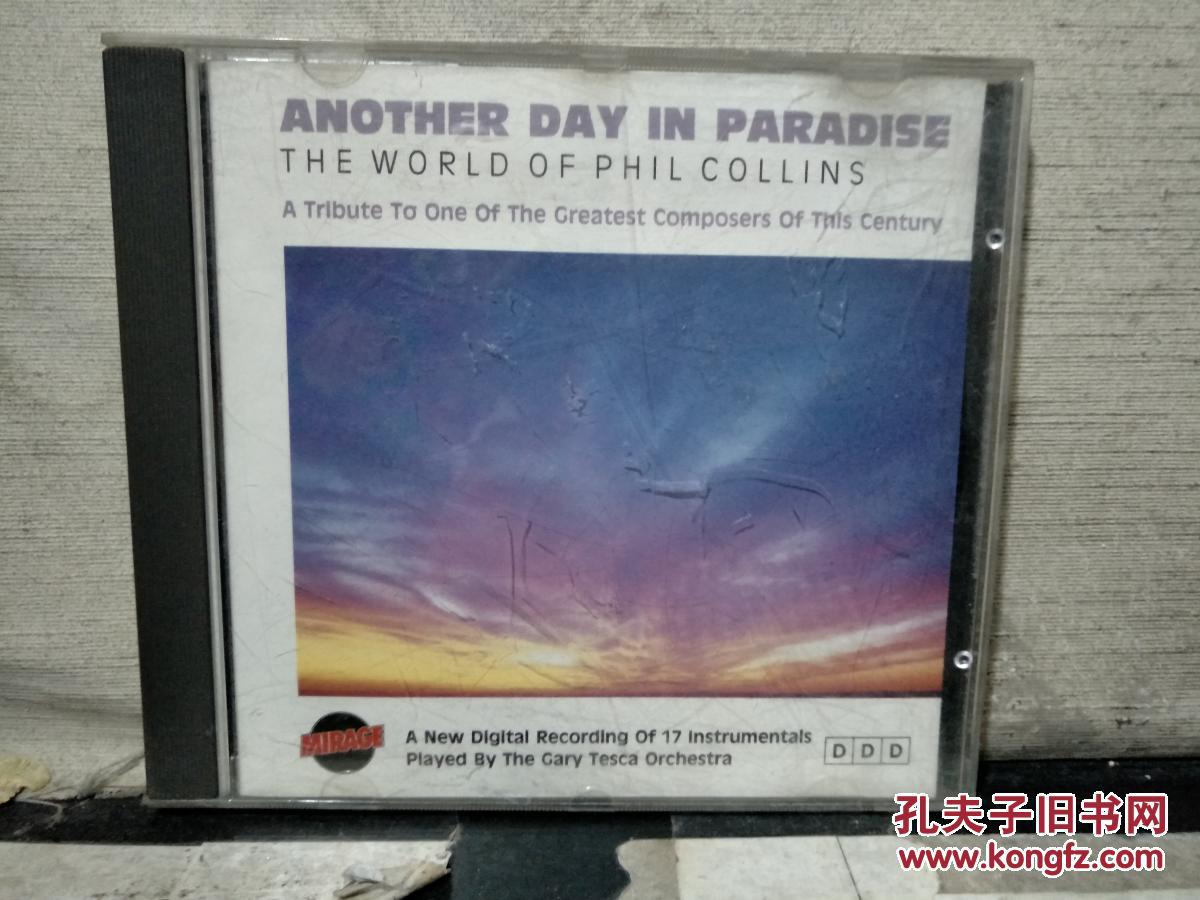 ANOTHER DAY IN PARADISE
THE WORLD OF PHIL COLLINS
A Tribute To One Of The Greatest Composers Of This Century
MIRAGE
A New Digital Recording Of 17 Instrumentals
Played By The Gary Tesca Orchestra
DDD
孔夫子旧书网
www.kongfz.com